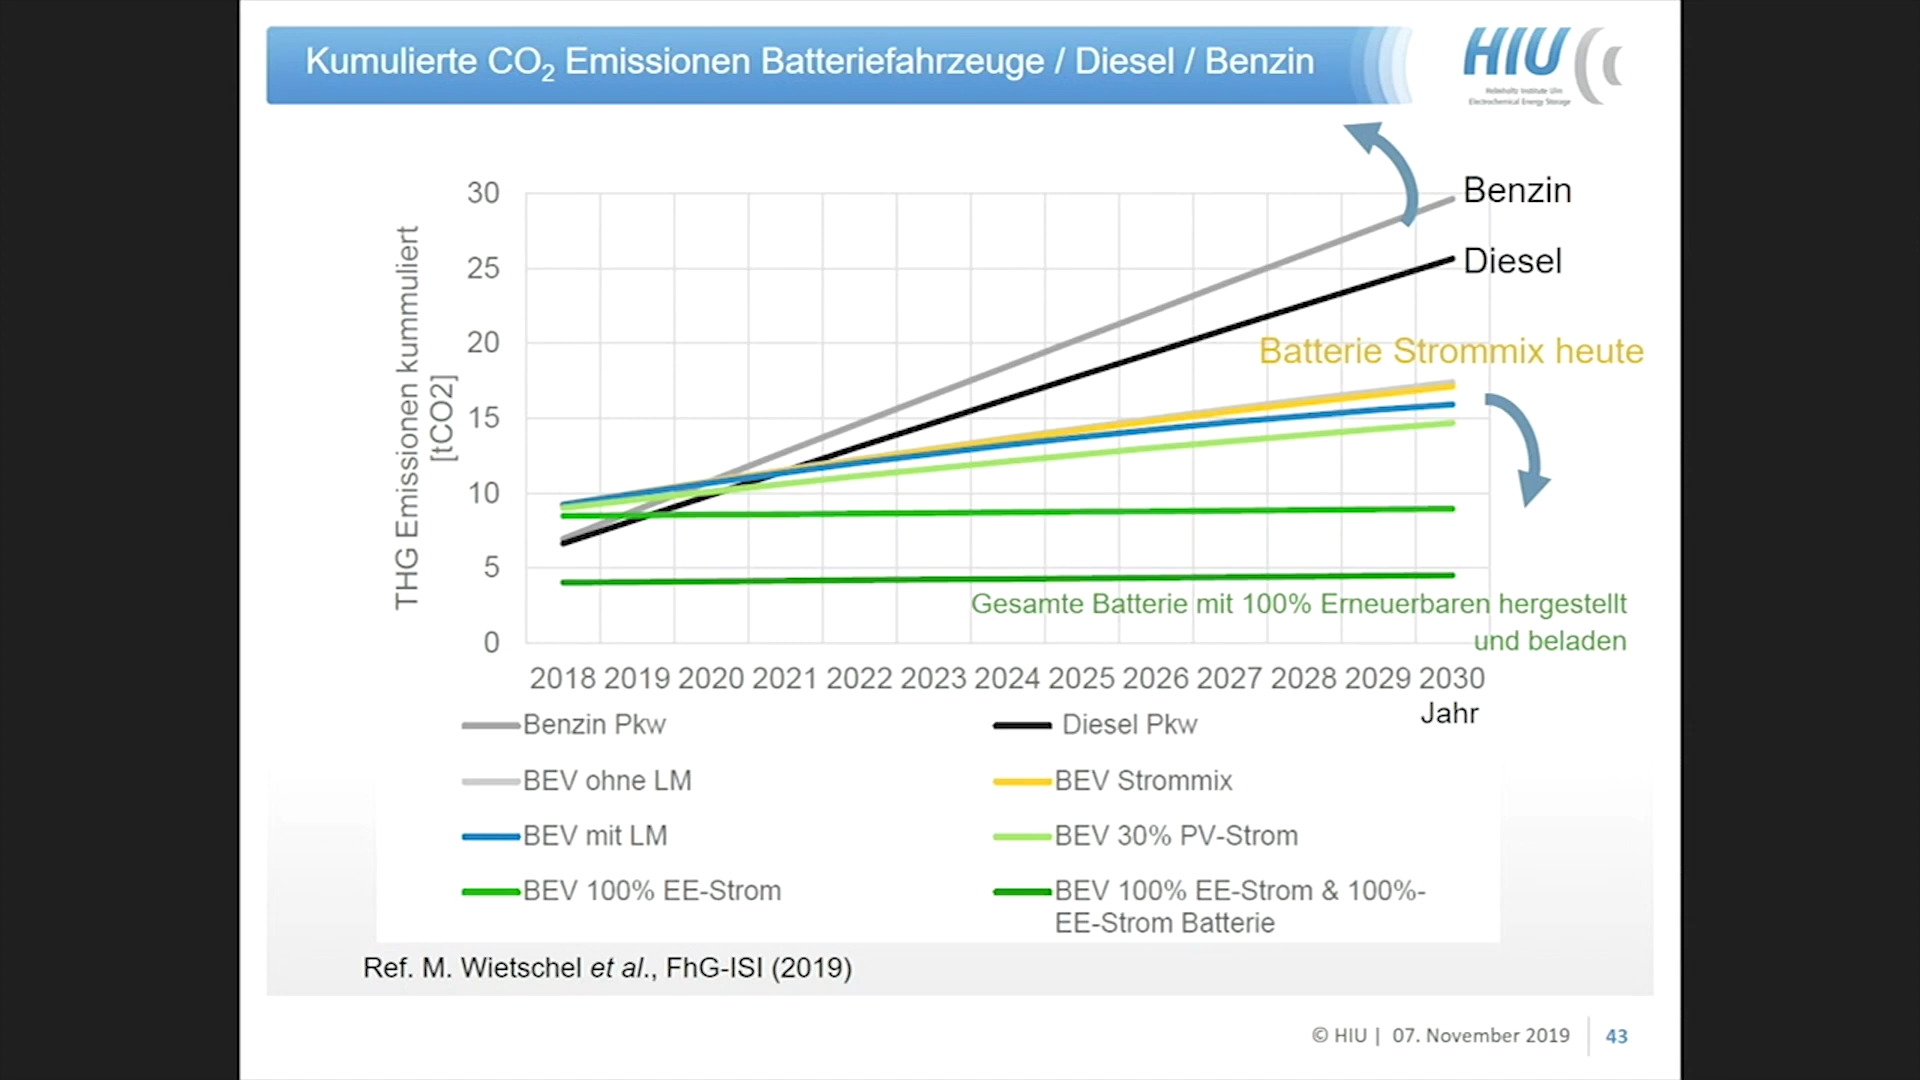 Kumulierte CO₂ Emissionen Batteriefahrzeuge / Diesel / Benzin
HIU
Helmholtz Institute Ulm
Electrochemical Energy Storage
THG Emissionen kummuliert
[tCO2]
30
25
20
15
10
5
0
Benzin
Diesel
Batterie Strommix heute
Gesamte Batterie mit 100% Erneuerbaren hergestellt
und beladen
2018 2019 2020 2021 2022 2023 2024 2025 2026 2027 2028 2029 2030
Jahr
Benzin Pkw
Diesel Pkw
BEV ohne LM
BEV Strommix
BEV mit LM
BEV 30% PV-Strom
BEV 100% EE-Strom
BEV 100% EE-Strom & 100%-
EE-Strom Batterie
Ref. M. Wietschel et al., FhG-ISI (2019)
© HIU | 07. November 2019 43